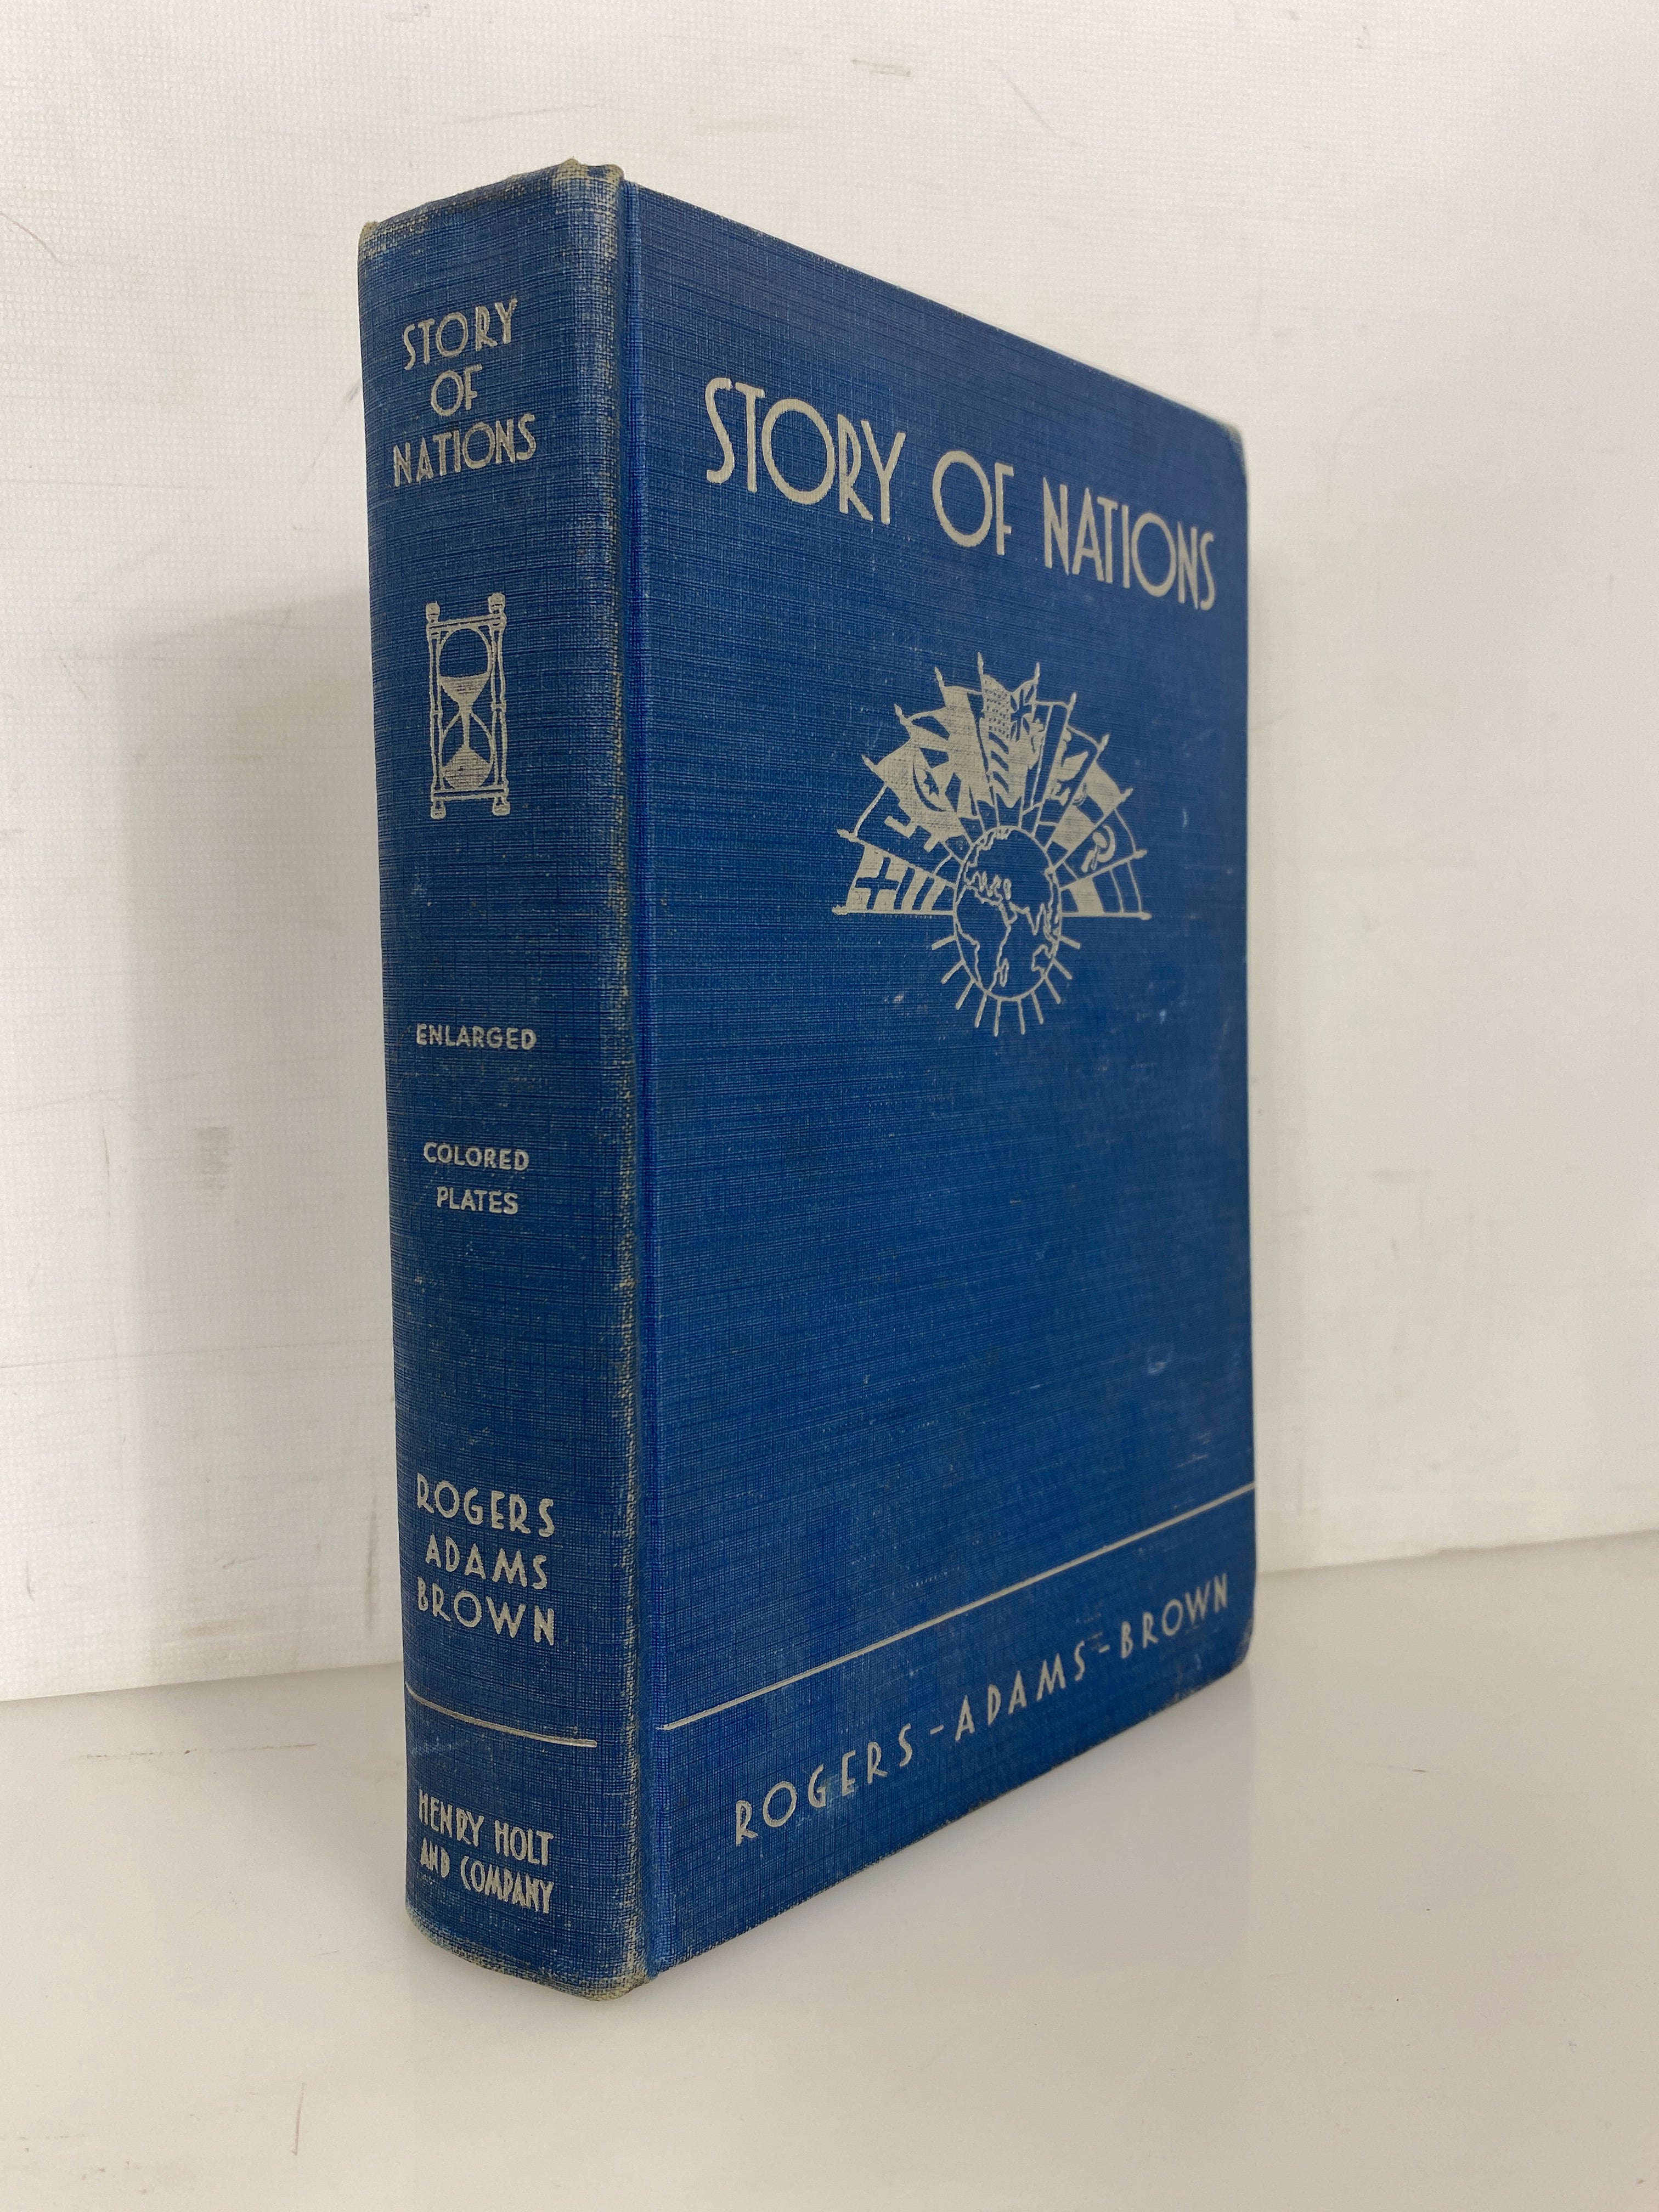 STORY
OF
NATIONS
ENLARGED
COLORED
PLATES
ROGERS
ADAMS
BROWN
HENRY HOLT
AND COMPANY
STORY OF NATIONS
ROGERS-ADAMS-BROWN